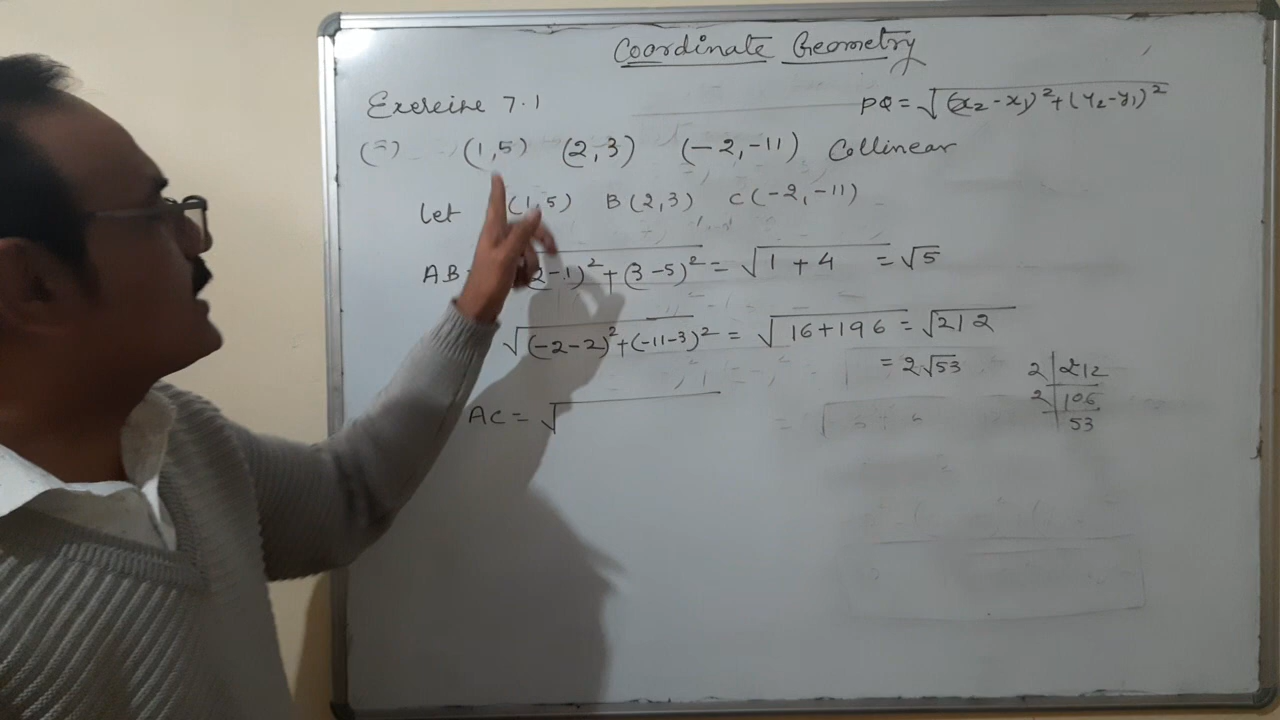 Coordinate Geometry
Exercise 7.1
PQ = √(x₂-x₁)²+(y₂-y₁)²
(1,5) (2,3) (-2,-11) Collinear
Let (1,5) B(2,3) C(-2,-11)
AB = (2-1)²+(3-5)² = √1+4 = √5
√(-2-2)²+(-11-3)² = √16+196 = √212
= 2√53
2 212
2 106
53
AC = √